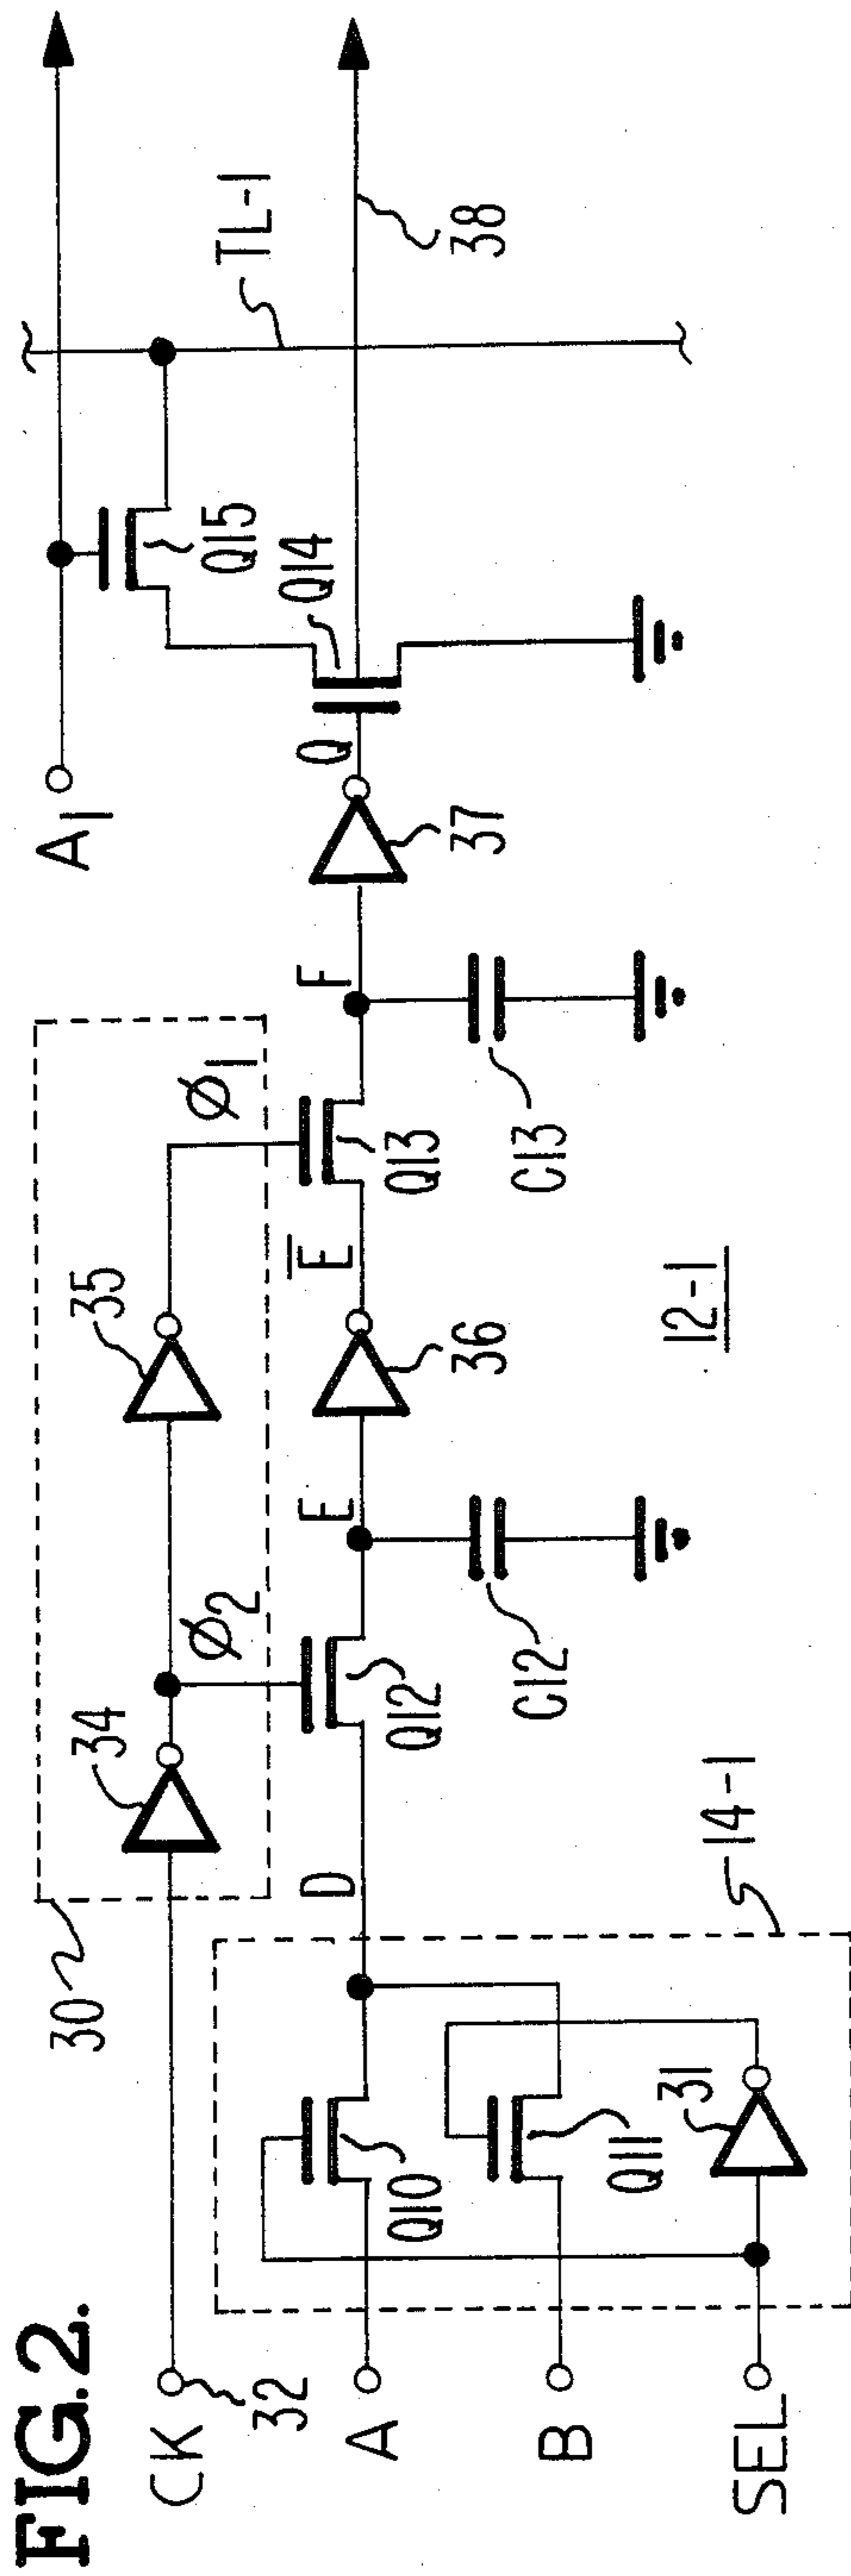 FIG.2.
CK
32
A
B
SEL
30
34
ϕ2
35
ϕ1
Q10
Q11
31
14-1
D
Q12
E
C12
36
E̅
Q13
F
C13
37
Q
Q14
Q15
A1
TL-1
38
12-1